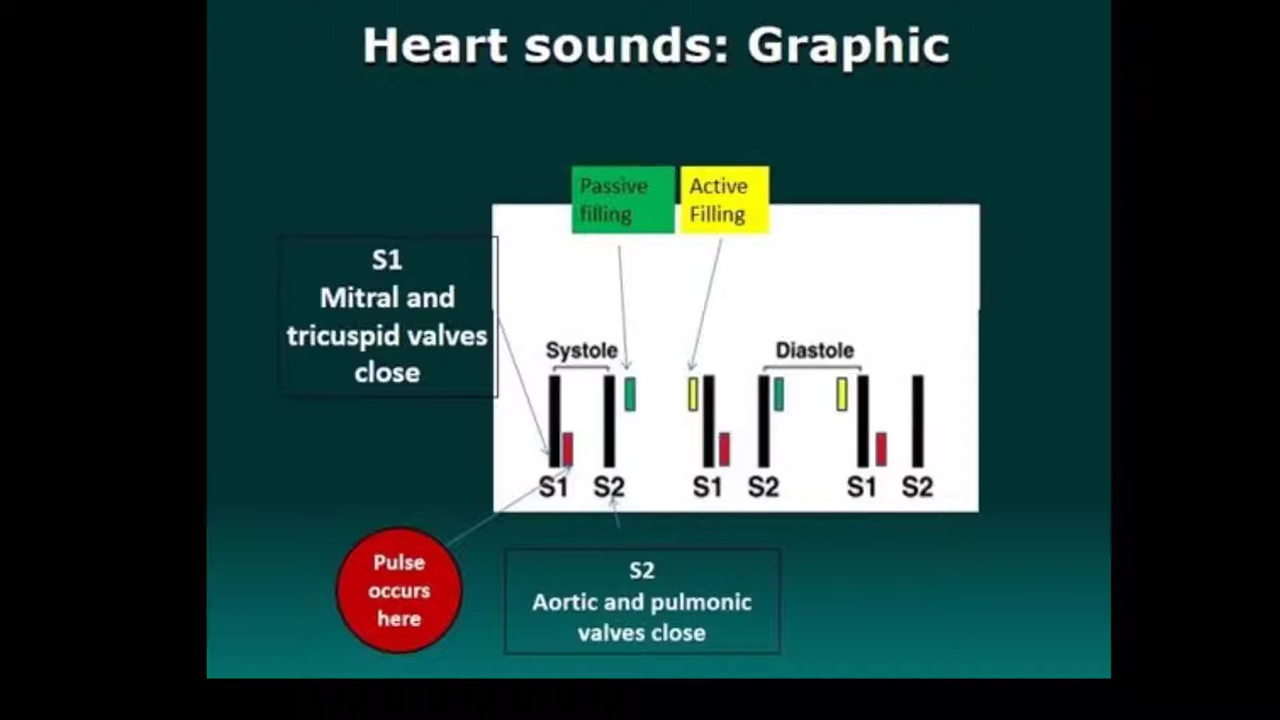 Heart sounds: Graphic
Passive
filling
Active
Filling
S1
Mitral and
tricuspid valves
close
Systole
Diastole
S1 S2 S1 S2 S1 S2
Pulse
occurs
here
S2
Aortic and pulmonic
valves close